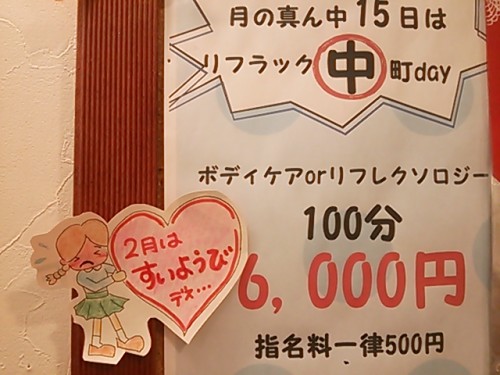 月の真ん中15日は
リフラック中町day
ボディケアorリフレクソロジー
100分
6,000円
指名料一律500円
2月は
すいようび
デス…